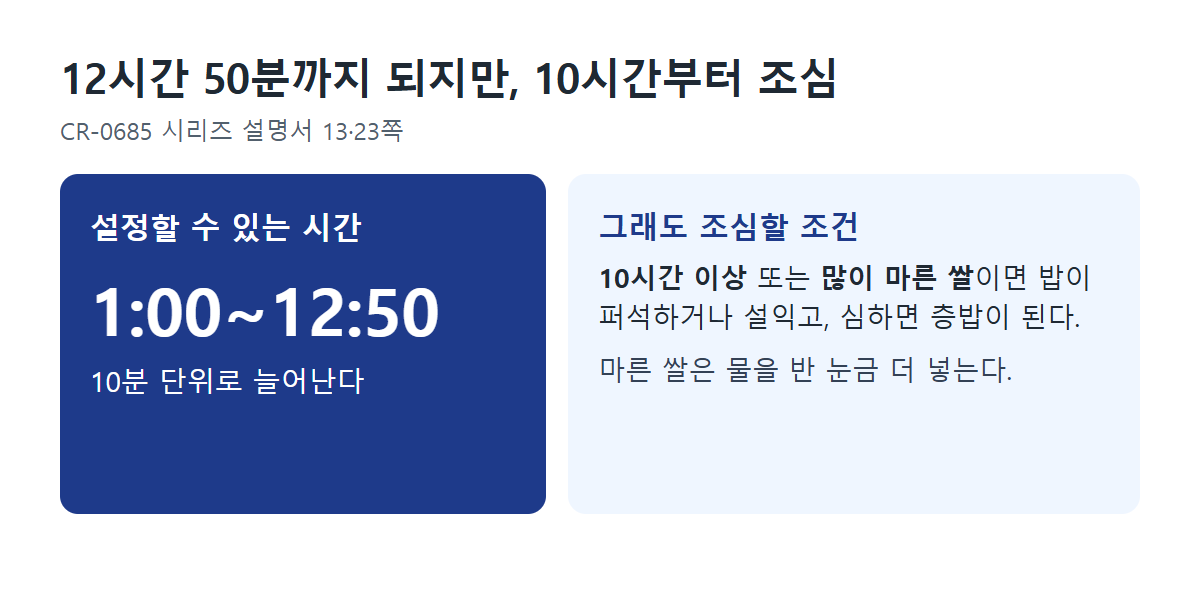 12시간 50분까지 되지만, 10시간부터 조심
CR-0685 시리즈 설명서 13·23쪽
설정할 수 있는 시간
1:00~12:50
10분 단위로 늘어난다
그래도 조심할 조건
10시간 이상 또는 많이 마른 쌀이면 밥이
퍼석하거나 설익고, 심하면 층밥이 된다.
마른 쌀은 물을 반 눈금 더 넣는다.